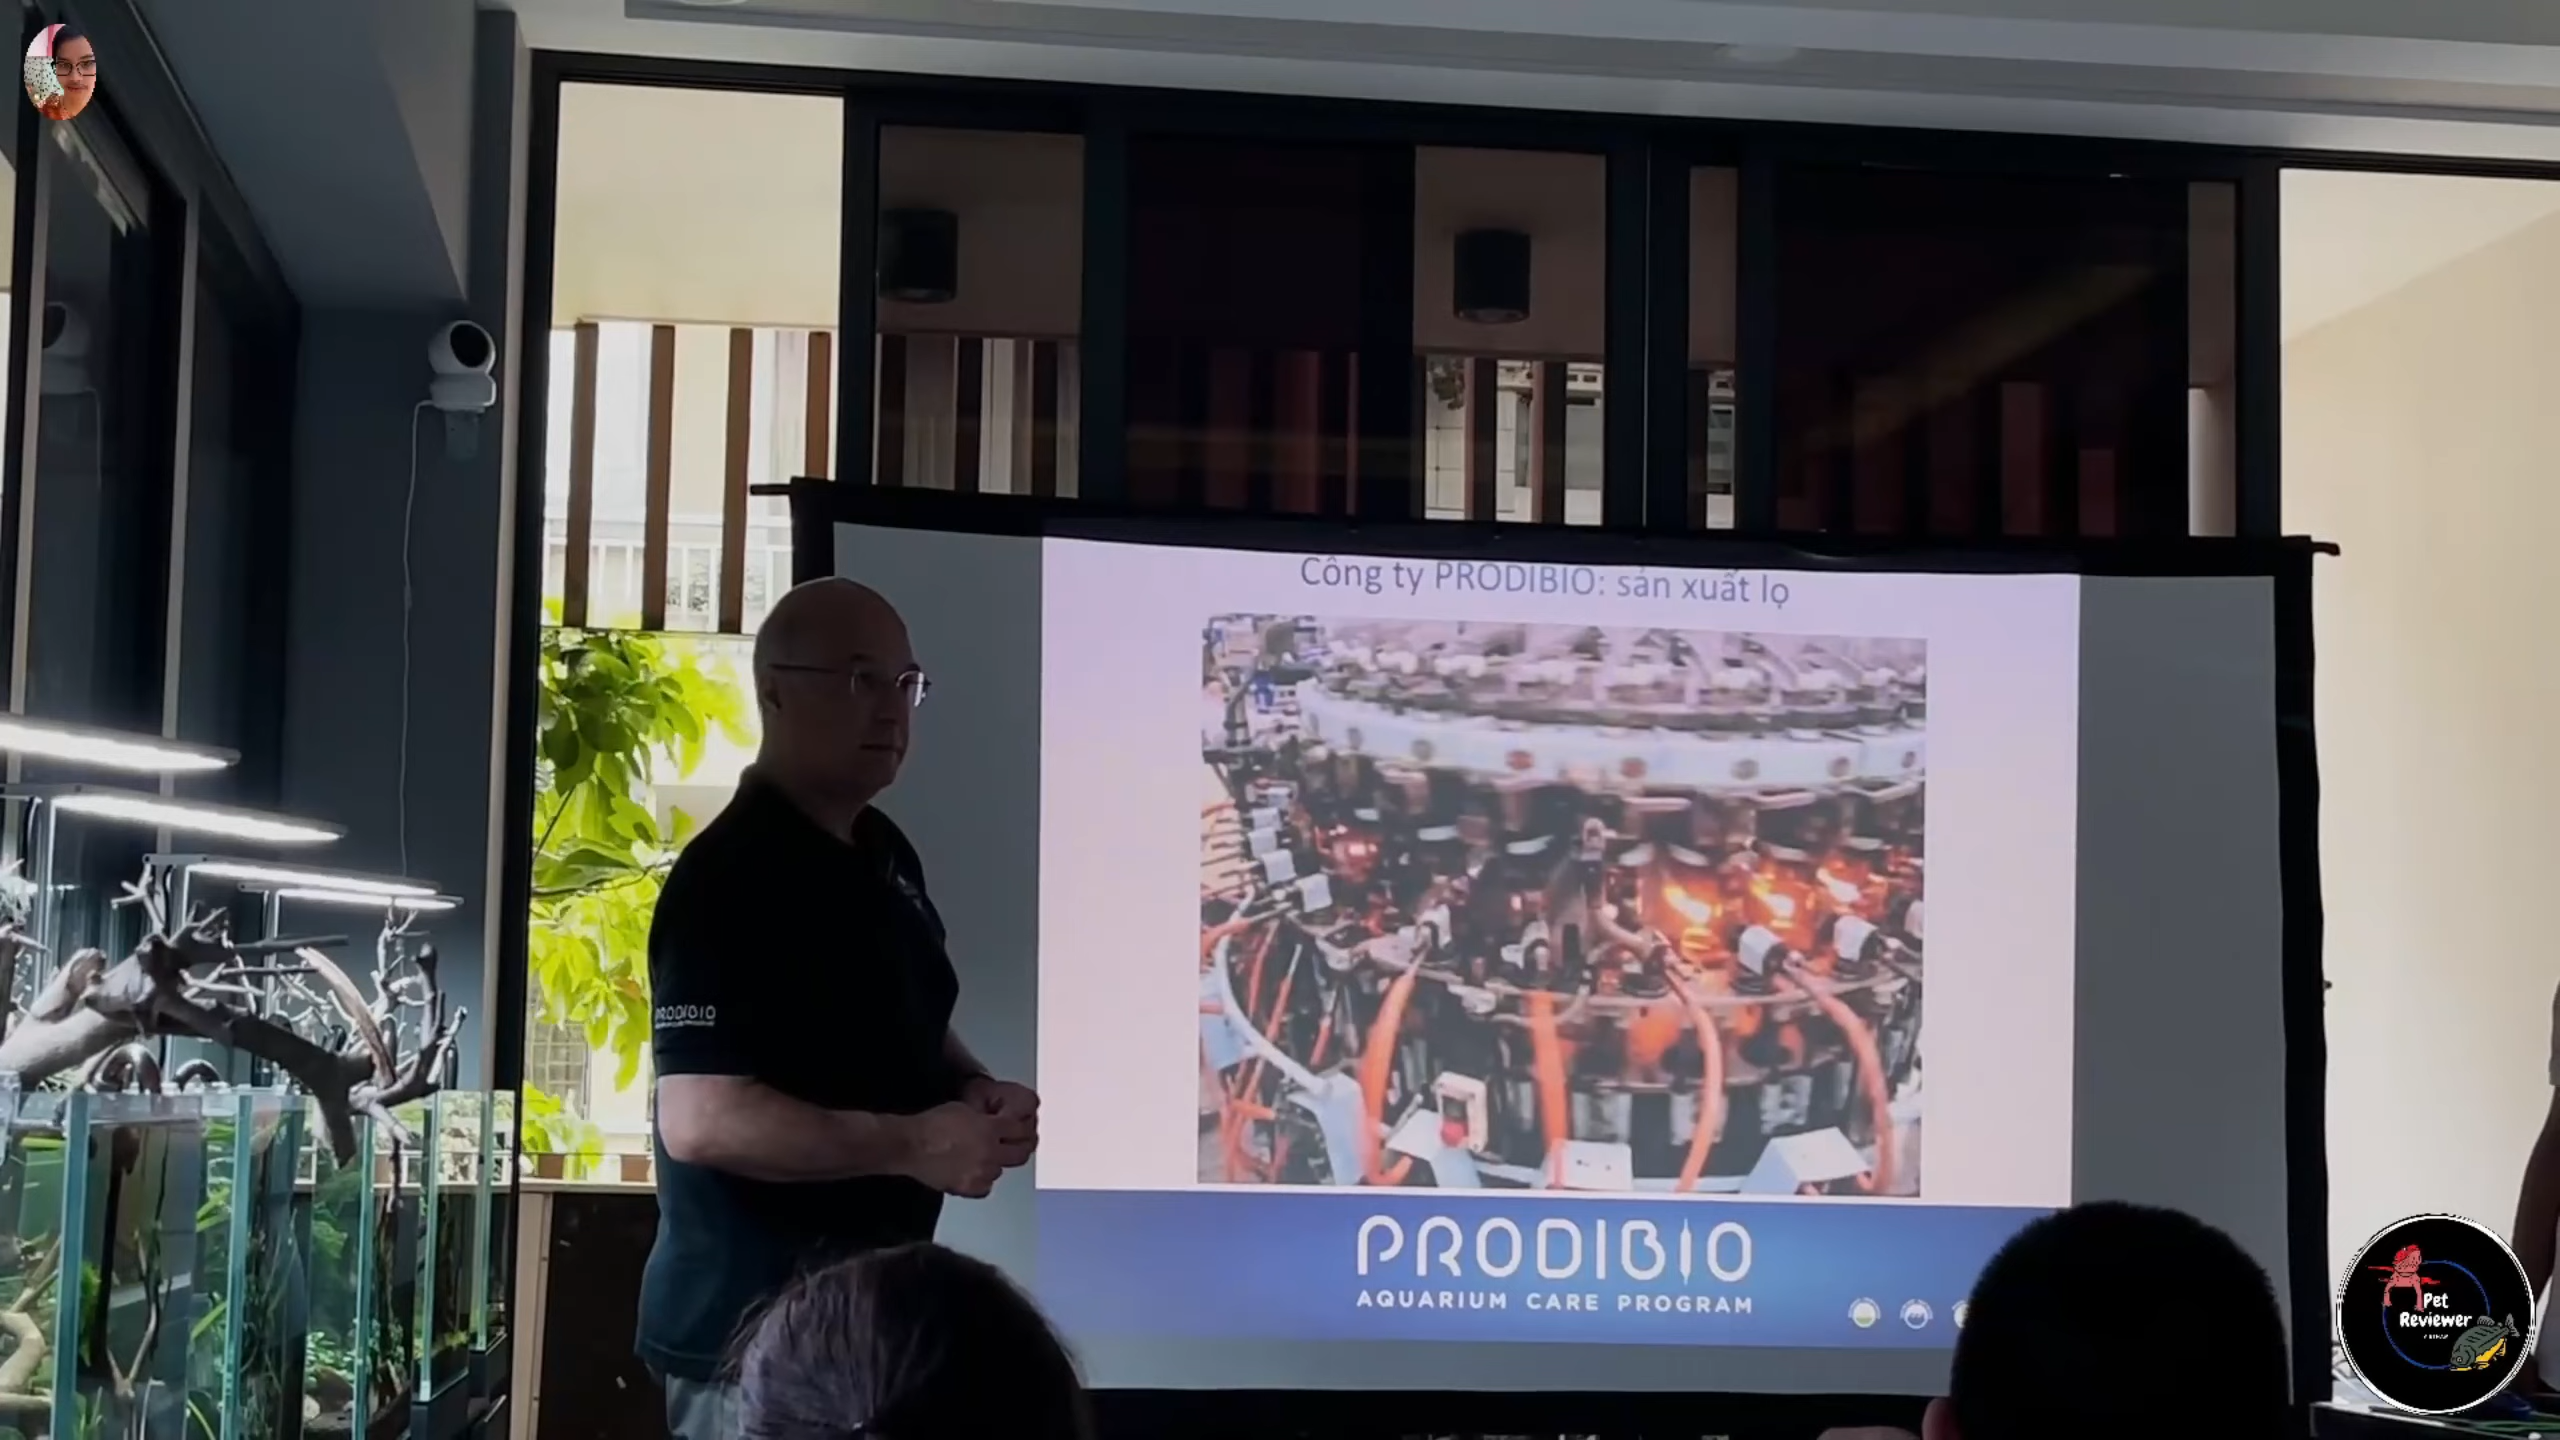 Công ty PRODIBIO: sản xuất lọ
PRODIBIO
PRODIBIO
AQUARIUM CARE PROGRAM
Pet
Reviewer